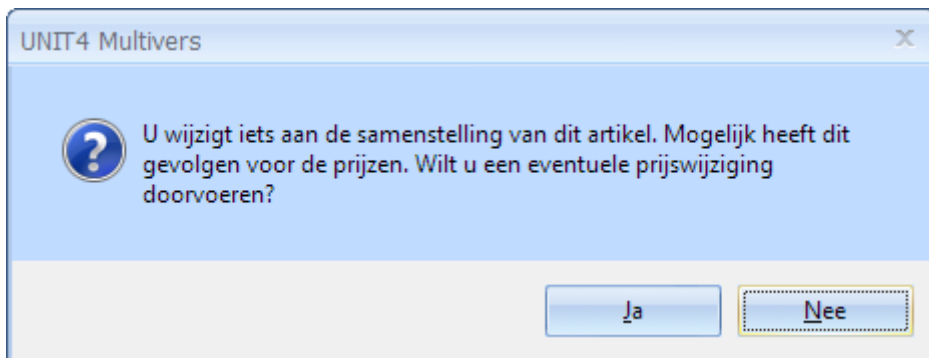 UNIT4 Multivers
U wijzigt iets aan de samenstelling van dit artikel. Mogelijk heeft dit
gevolgen voor de prijzen. Wilt u een eventuele prijswijziging
doorvoeren?
Ja
Nee